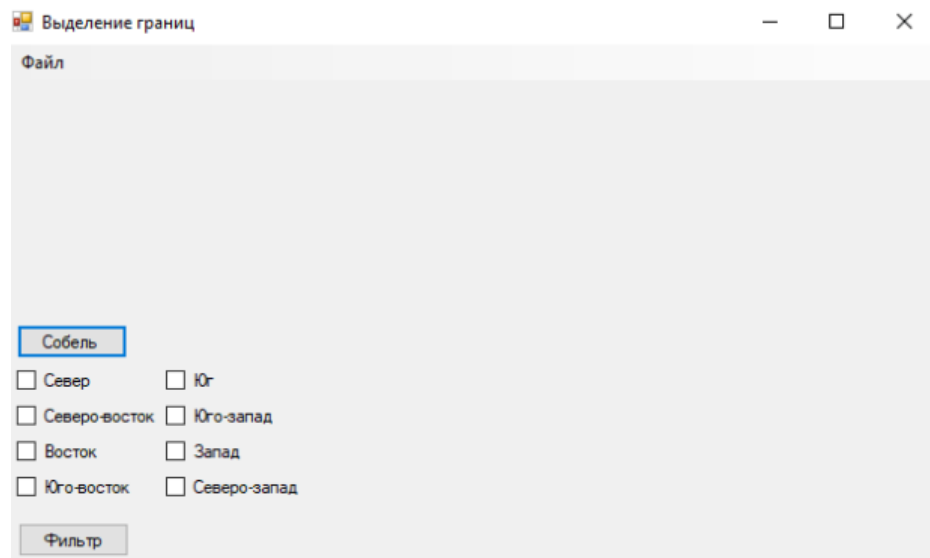 Выделение границ
Файл
Собель
Север Юг
Северо-восток Юго-запад
Восток Запад
Юго-восток Северо-запад
Фильтр